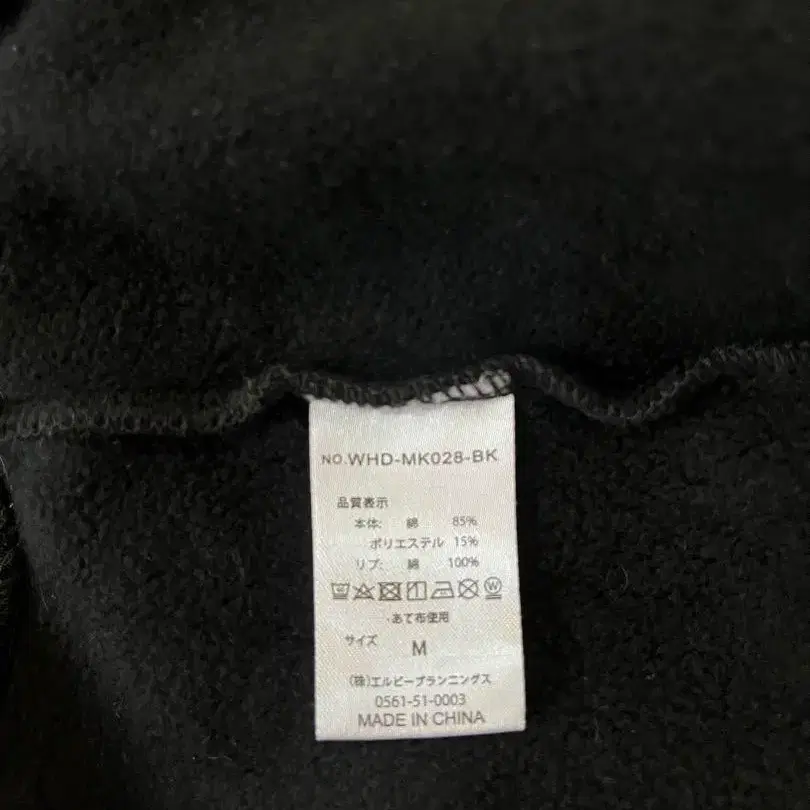 NO.WHD-MK028-BK
品質表示
本体: 綿 85%
ポリエステル 15%
リブ: 綿 100%
・あて布使用
サイズ M
(株)エルピープランニングス
0561-51-0003
MADE IN CHINA